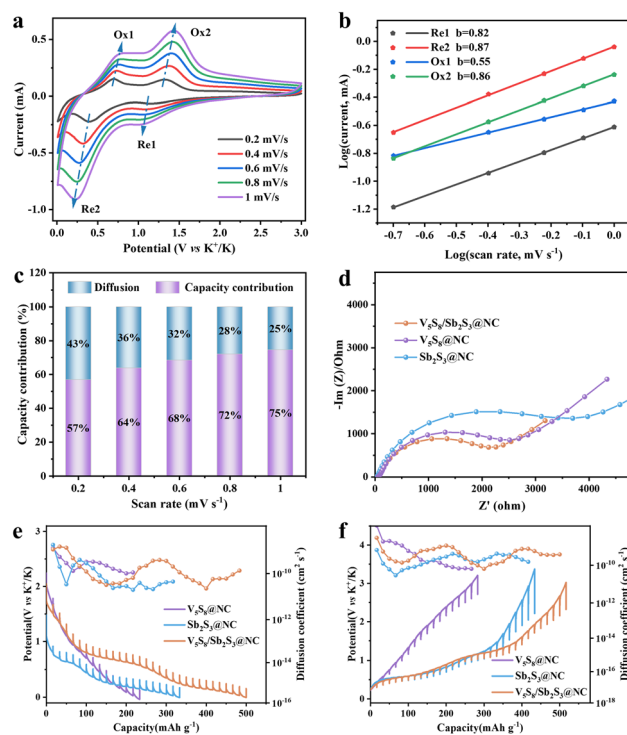 a
Ox1
Ox2
Re1
Re2
0.2 mV/s
0.4 mV/s
0.6 mV/s
0.8 mV/s
1 mV/s
0.5
0.0
-0.5
-1.0
Current (mA)
0.0 0.5 1.0 1.5 2.0 2.5 3.0
Potential (V vs K⁺/K)
b
Re1 b=0.82
Re2 b=0.87
Ox1 b=0.55
Ox2 b=0.86
0.3
0.0
-0.3
-0.6
-0.9
-1.2
Log(current, mA)
-0.7 -0.6 -0.5 -0.4 -0.3 -0.2 -0.1 0.0
Log(scan rate, mV s⁻¹)
c
Diffusion
Capacity contribution
120
100
80
60
40
20
0
Capacity contribution (%)
43% 36% 32% 28% 25%
57% 64% 68% 72% 75%
0.2 0.4 0.6 0.8 1
Scan rate (mV s⁻¹)
d
V₅S₈/Sb₂S₃@NC
V₅S₈@NC
Sb₂S₃@NC
4000
3000
2000
1000
0
-Im (Z)/Ohm
0 1000 2000 3000 4000
Z' (ohm)
e
V₅S₈@NC
Sb₂S₃@NC
V₅S₈/Sb₂S₃@NC
3
2
1
0
Potential(V vs K⁺/K)
10⁻¹⁰
10⁻¹²
10⁻¹⁴
10⁻¹⁶
Diffusion coefficient (cm² s⁻¹)
0 100 200 300 400 500
Capacity(mAh g⁻¹)
f
V₅S₈@NC
Sb₂S₃@NC
V₅S₈/Sb₂S₃@NC
4
3
2
1
0
Potential(V vs K⁺/K)
10⁻¹⁰
10⁻¹²
10⁻¹⁴
10⁻¹⁶
10⁻¹⁸
Diffusion coefficient (cm² s⁻¹)
0 100 200 300 400 500
Capacity(mAh g⁻¹)